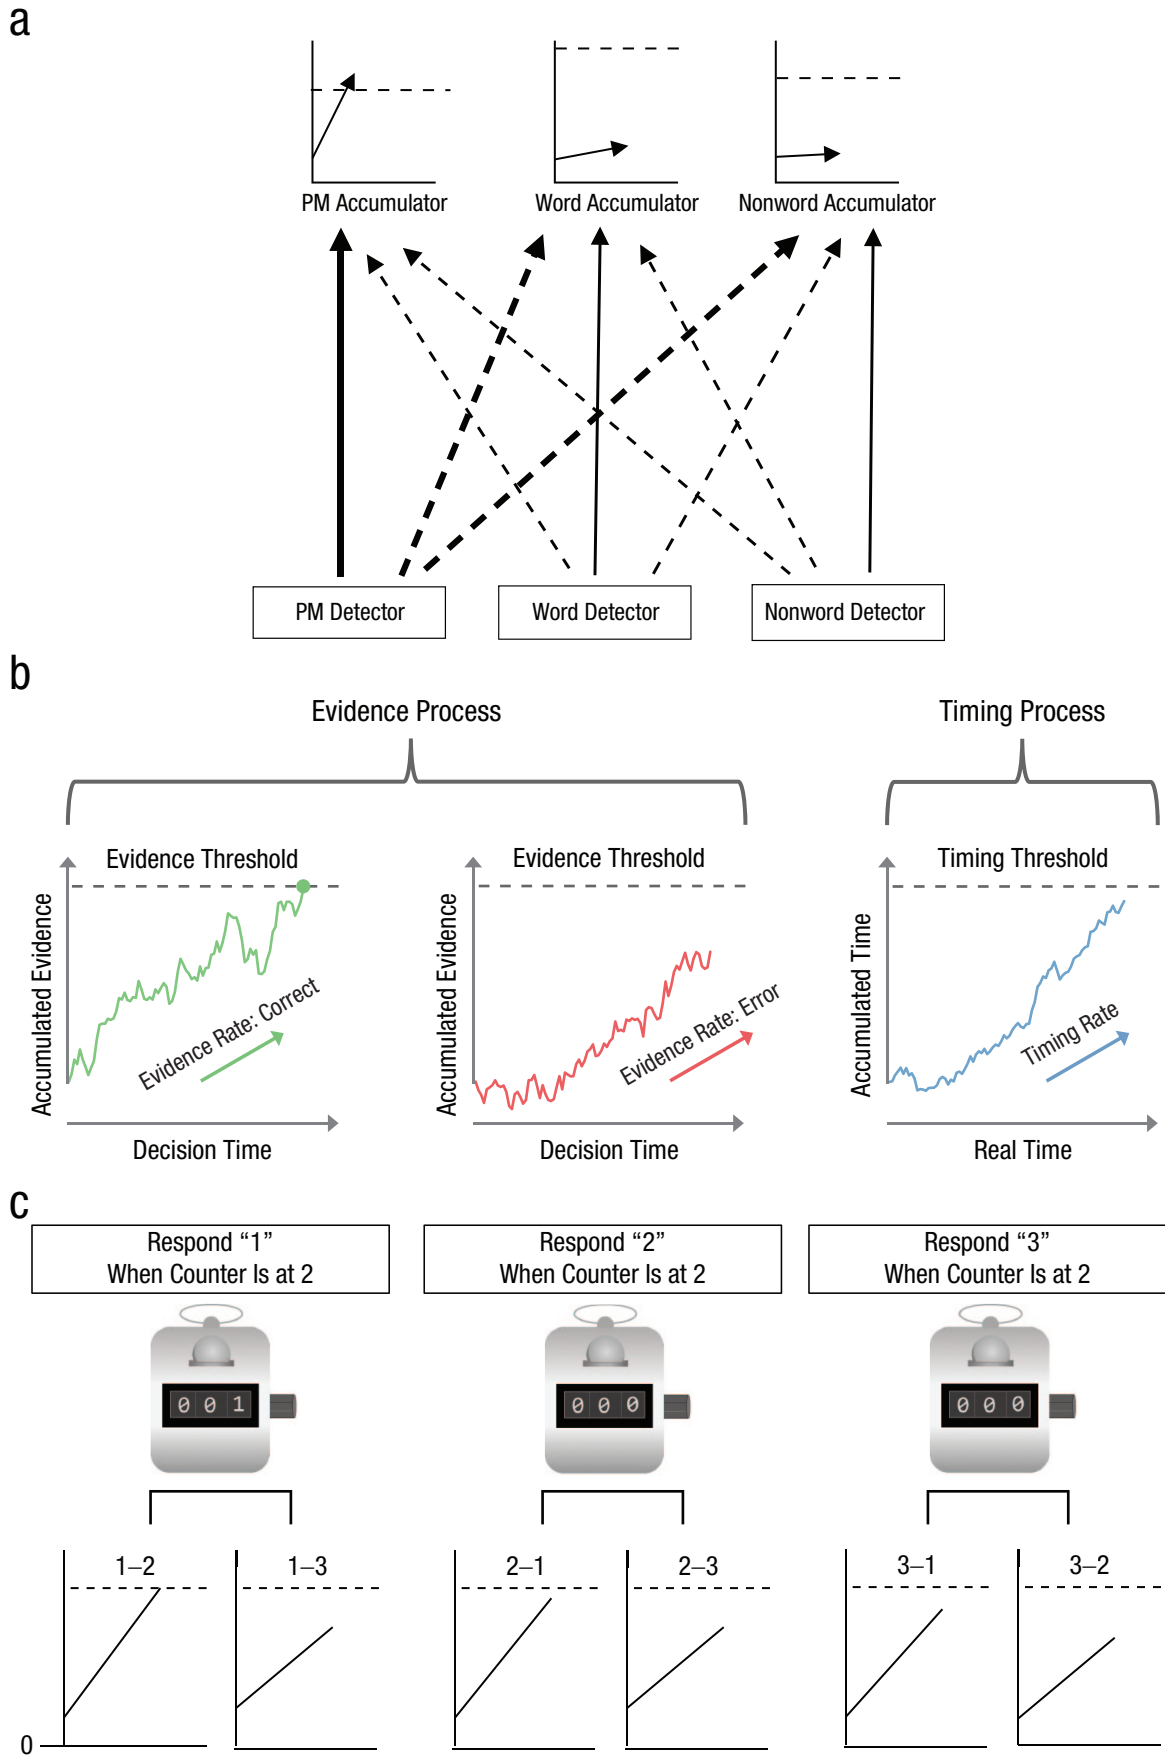 a
PM Accumulator
Word Accumulator
Nonword Accumulator
PM Detector
Word Detector
Nonword Detector
b
Evidence Process
Timing Process
Evidence Threshold
Evidence Threshold
Timing Threshold
Accumulated Evidence
Evidence Rate: Correct
Decision Time
Accumulated Evidence
Evidence Rate: Error
Decision Time
Accumulated Time
Timing Rate
Real Time
c
Respond “1”
When Counter Is at 2
Respond “2”
When Counter Is at 2
Respond “3”
When Counter Is at 2
0 0 1
0 0 0
0 0 0
1–2
1–3
2–1
2–3
3–1
3–2
0